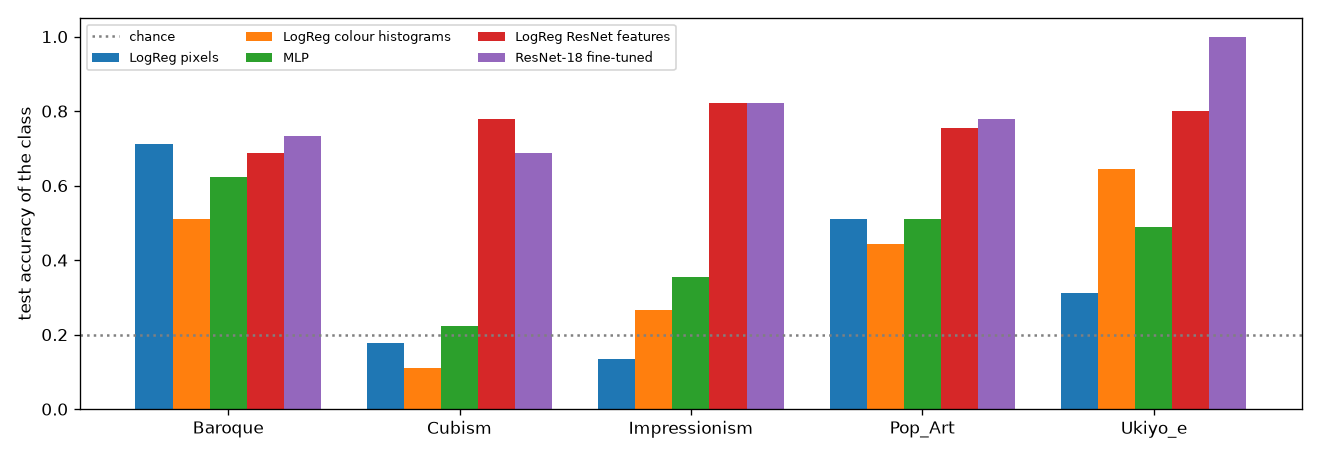 1.0
0.8
0.6
0.4
0.2
0.0
test accuracy of the class
chance
LogReg pixels
LogReg colour histograms
MLP
LogReg ResNet features
ResNet-18 fine-tuned
Baroque
Cubism
Impressionism
Pop_Art
Ukiyo_e